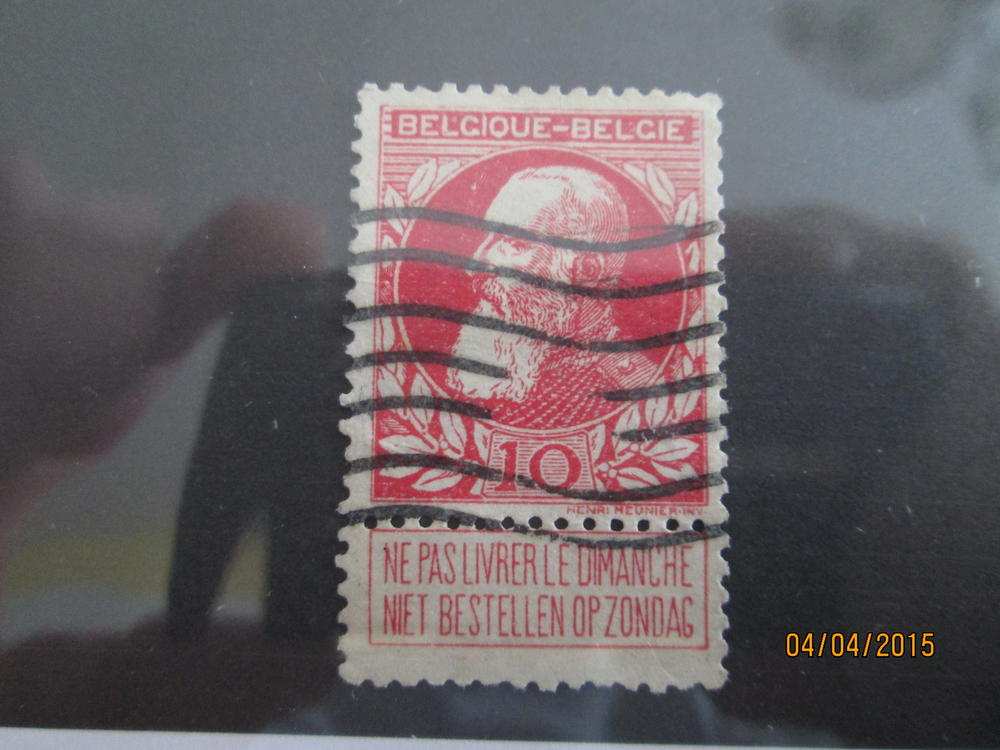 BELGIQUE-BELGIE
10
HENRI MEUNIER·INV·
NE PAS LIVRER LE DIMANCHE
NIET BESTELLEN OP ZONDAG
04/04/2015